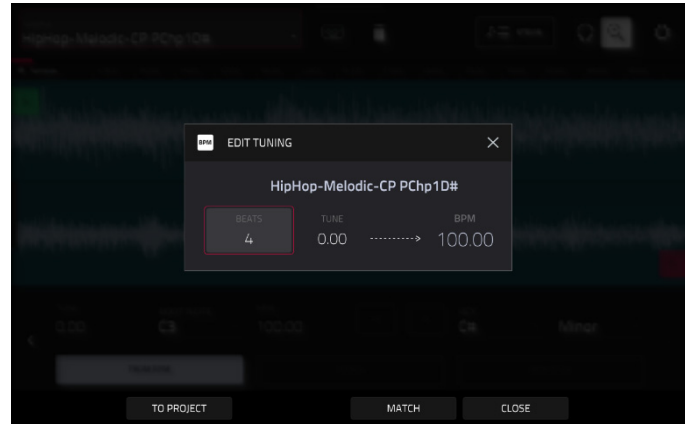 HipHop-Melodic-CP PChp1D#
BPM EDIT TUNING
HipHop-Melodic-CP PChp1D#
BEATS TUNE BPM
4 0.00 100.00
0.00 C3 100.00 C# Minor
TO PROJECT MATCH CLOSE